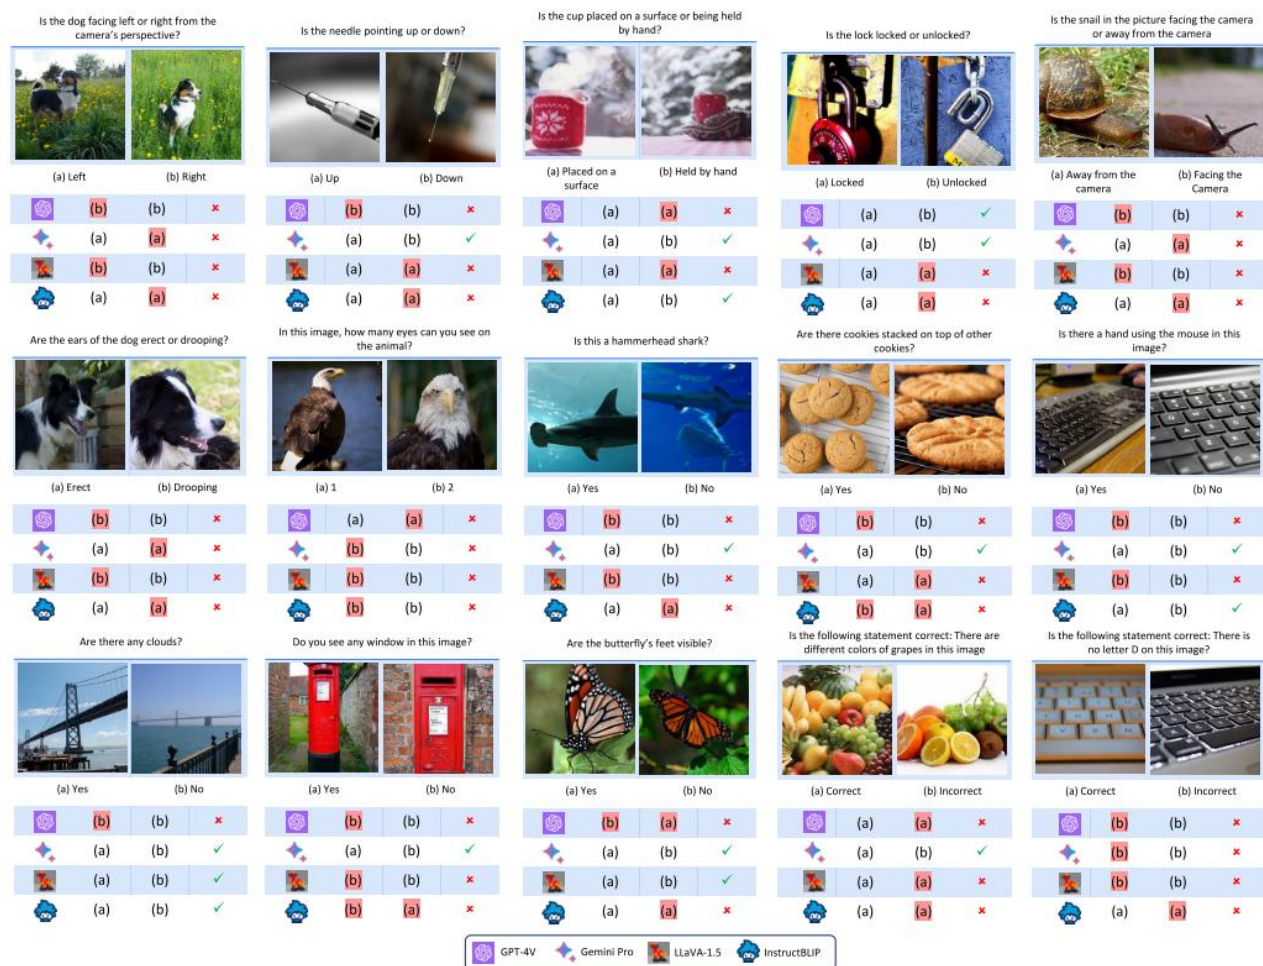 Is the dog facing left or right from the
camera's perspective?
(a) Left (b) Right
(b) (b) ✘
(a) (a) ✘
(b) (b) ✘
(a) (a) ✘
Is the needle pointing up or down?
(a) Up (b) Down
(b) (b) ✘
(a) (b) ✓
(a) (a) ✘
(a) (a) ✘
Is the cup placed on a surface or being held
by hand?
(a) Placed on a
surface
(b) Held by hand
(a) (a) ✘
(a) (b) ✓
(a) (a) ✘
(a) (b) ✓
Is the lock locked or unlocked?
(a) Locked (b) Unlocked
(a) (b) ✓
(a) (b) ✓
(a) (a) ✘
(a) (a) ✘
Is the snail in the picture facing the camera
or away from the camera
(a) Away from the
camera
(b) Facing the
Camera
(b) (b) ✘
(a) (a) ✘
(b) (b) ✘
(a) (a) ✘
Are the ears of the dog erect or drooping?
(a) Erect (b) Drooping
(b) (b) ✘
(a) (a) ✘
(b) (b) ✘
(a) (a) ✘
In this image, how many eyes can you see on
the animal?
(a) 1 (b) 2
(a) (a) ✘
(b) (b) ✘
(b) (b) ✘
(b) (b) ✘
Is this a hammerhead shark?
(a) Yes (b) No
(b) (b) ✘
(a) (b) ✓
(b) (b) ✘
(a) (a) ✘
Are there cookies stacked on top of other
cookies?
(a) Yes (b) No
(b) (b) ✘
(a) (b) ✓
(a) (a) ✘
(b) (a) ✘
Is there a hand using the mouse in this
image?
(a) Yes (b) No
(b) (b) ✘
(a) (b) ✓
(b) (b) ✘
(a) (b) ✓
Are there any clouds?
(a) Yes (b) No
(b) (b) ✘
(a) (b) ✓
(a) (b) ✓
(a) (b) ✓
Do you see any window in this image?
(a) Yes (b) No
(b) (b) ✘
(a) (b) ✓
(b) (b) ✘
(b) (a) ✘
Are the butterfly's feet visible?
(a) Yes (b) No
(b) (a) ✘
(a) (b) ✓
(a) (b) ✓
(a) (a) ✘
Is the following statement correct: There are
different colors of grapes in this image
(a) Correct (b) Incorrect
(a) (a) ✘
(a) (b) ✓
(a) (a) ✘
(a) (a) ✘
Is the following statement correct: There is
no letter D on this image?
(a) Correct (b) Incorrect
(b) (b) ✘
(b) (b) ✘
(b) (b) ✘
(a) (a) ✘
GPT-4V Gemini Pro LLaVA-1.5 InstructBLIP